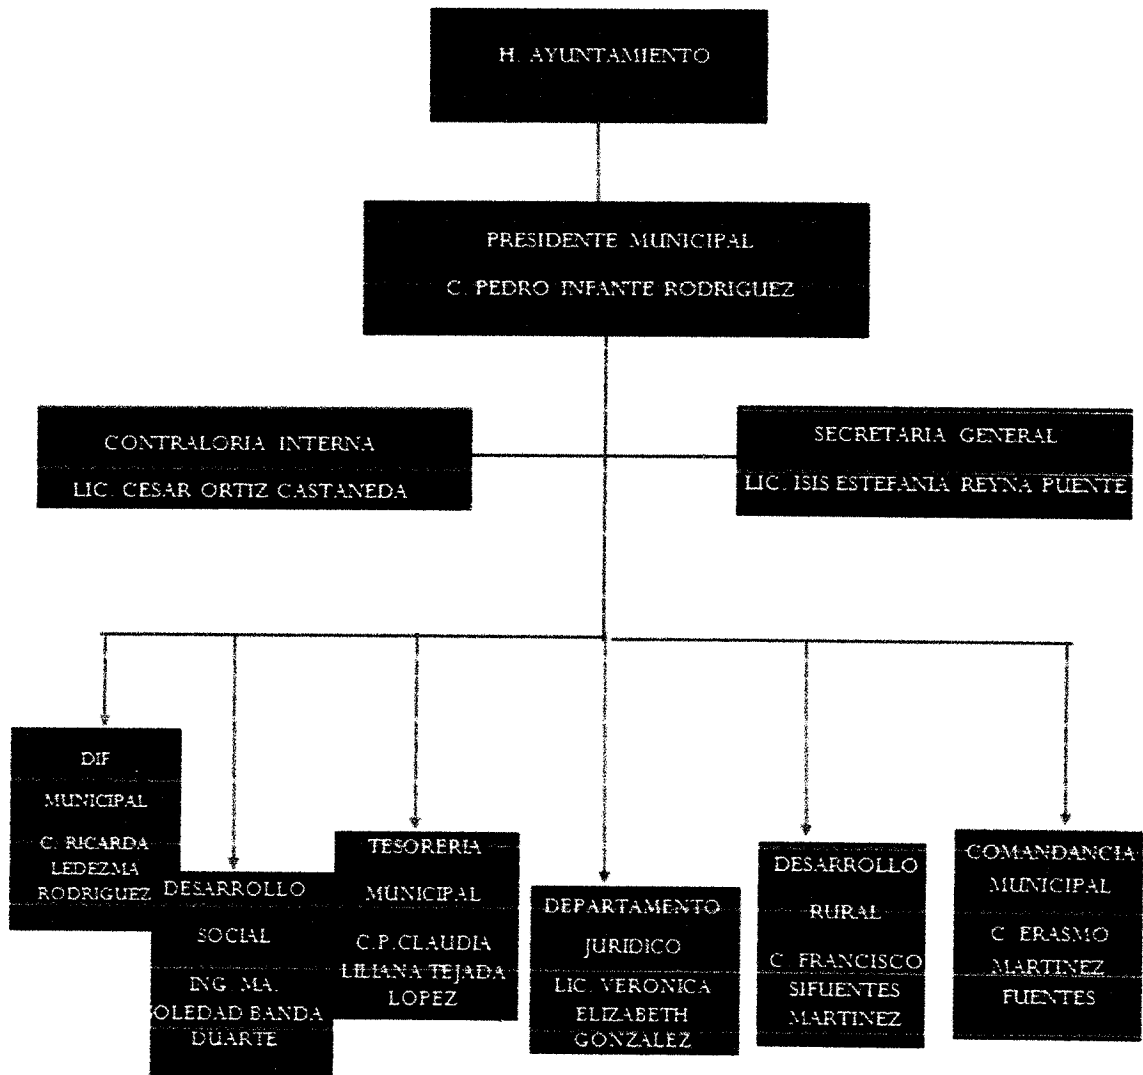 H. AYUNTAMIENTO
PRESIDENTE MUNICIPAL
C. PEDRO INFANTE RODRIGUEZ
CONTRALORIA INTERNA
LIC. CESAR ORTIZ CASTANEDA
SECRETARIA GENERAL
LIC. ISIS ESTEFANIA REYNA PUENTE
DIF
MUNICIPAL
C. RICARDA
LEDEZMA
RODRIGUEZ
DESARROLLO
SOCIAL
ING. MA.
OLEDAD BANDA
DUARTE
TESORERIA
MUNICIPAL
C.P.CLAUDIA
LILIANA TEJADA
LOPEZ
DEPARTAMENTO
JURIDICO
LIC. VERONICA
ELIZABETH
GONZALEZ
DESARROLLO
RURAL
C. FRANCISCO
SIFUENTES
MARTINEZ
COMANDANCIA
MUNICIPAL
C. ERASMO
MARTINEZ
FUENTES